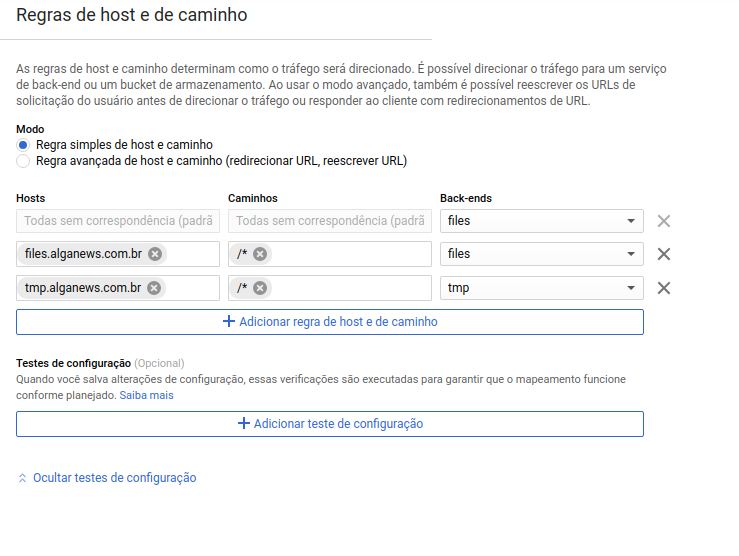 Regras de host e de caminho
As regras de host e caminho determinam como o tráfego será direcionado. É possível direcionar o tráfego para um serviço
de back-end ou um bucket de armazenamento. Ao usar o modo avançado, também é possível reescrever os URLs de
solicitação do usuário antes de direcionar o tráfego ou responder ao cliente com redirecionamentos de URL.
Modo
Regra simples de host e caminho
Regra avançada de host e caminho (redirecionar URL, reescrever URL)
Hosts Caminhos Back-ends
Todas sem correspondência (padrã Todas sem correspondência (padrã files
files.alganews.com.br /* files
tmp.alganews.com.br /* tmp
Adicionar regra de host e de caminho
Testes de configuração (Opcional)
Quando você salva alterações de configuração, essas verificações são executadas para garantir que o mapeamento funcione
conforme planejado. Saiba mais
Adicionar teste de configuração
Ocultar testes de configuração